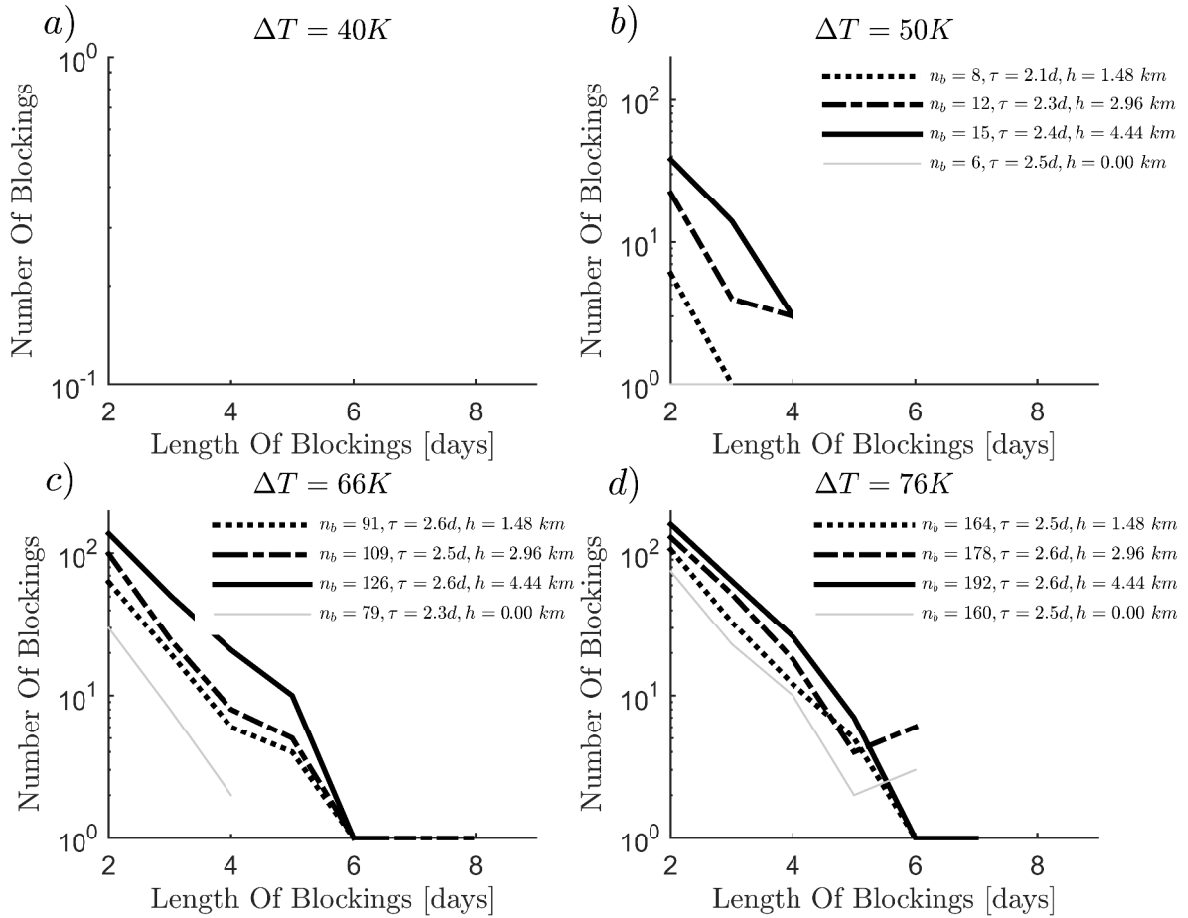 a)
ΔT = 40K
Number Of Blockings
10^0
10^-1
2 4 6 8
Length Of Blockings [days]
b)
ΔT = 50K
n_b = 8, τ = 2.1d, h = 1.48 km
n_b = 12, τ = 2.3d, h = 2.96 km
n_b = 15, τ = 2.4d, h = 4.44 km
n_b = 6, τ = 2.5d, h = 0.00 km
Number Of Blockings
10^2
10^1
10^0
2 4 6 8
Length Of Blockings [days]
c)
ΔT = 66K
n_b = 91, τ = 2.6d, h = 1.48 km
n_b = 109, τ = 2.5d, h = 2.96 km
n_b = 126, τ = 2.6d, h = 4.44 km
n_b = 79, τ = 2.3d, h = 0.00 km
Number Of Blockings
10^2
10^1
10^0
2 4 6 8
Length Of Blockings [days]
d)
ΔT = 76K
n_b = 164, τ = 2.5d, h = 1.48 km
n_b = 178, τ = 2.6d, h = 2.96 km
n_b = 192, τ = 2.6d, h = 4.44 km
n_b = 160, τ = 2.5d, h = 0.00 km
Number Of Blockings
10^2
10^1
10^0
2 4 6 8
Length Of Blockings [days]